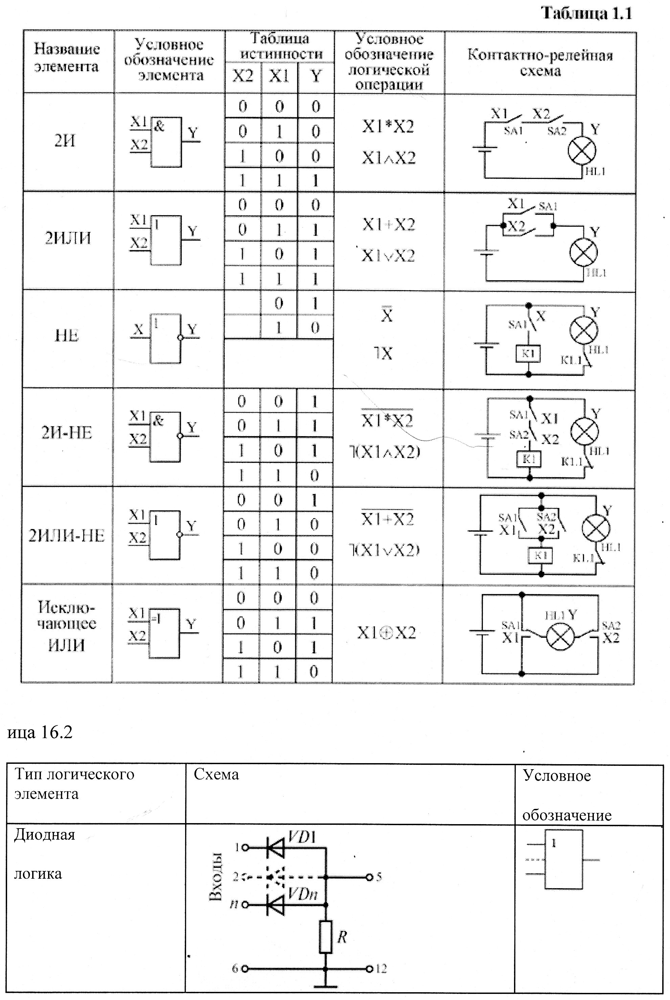 Таблица 1.1
Название элемента
Условное обозначение элемента
Таблица истинности
X2 X1 Y
Условное обозначение логической операции
Контактно-релейная схема
2И
X1 & Y
X2
0 0 0
0 1 0
1 0 0
1 1 1
X1*X2
X1∧X2
X1 X2 Y
SA1 SA2
HL1
2ИЛИ
X1 1 Y
X2
0 0 0
0 1 1
1 0 1
1 1 1
X1+X2
X1∨X2
X1 SA1
X2 Y
HL1
НЕ
X 1 Y
0 1
1 0
X̅
ՂX
SA1 X Y
K1 K1.1 HL1
2И-НЕ
X1 & Y
X2
0 0 1
0 1 1
1 0 1
1 1 0
X̅1̅*̅X̅2̅
Ղ(X1∧X2)
SA1 X1 Y
SA2 X2
K1 K1.1 HL1
2ИЛИ-НЕ
X1 1 Y
X2
0 0 1
0 1 0
1 0 0
1 1 0
X̅1̅+̅X̅2̅
Ղ(X1∨X2)
SA1 SA2 Y
X1 X2
K1 K1.1 HL1
Исклю-
чающее
ИЛИ
X1 =1 Y
X2
0 0 0
0 1 1
1 0 1
1 1 0
X1⊕X2
HL1 Y
SA1 SA2
X1 X2
ица 16.2
Тип логического
элемента
Схема
Условное
обозначение
Диодная
логика
Входы
1 VD1
2 5
n VDn
R
6 12
1